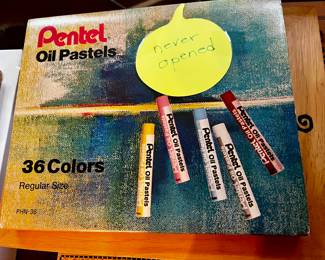 Pentel
Oil Pastels
never
opened
36 Colors
Regular Size
PHN-36
Pentel
Oil Pastels
Pentel
Oil Pastels
Pentel
Oil Pastels
Pentel
Oil Pastels
Pentel
Oil Pastels